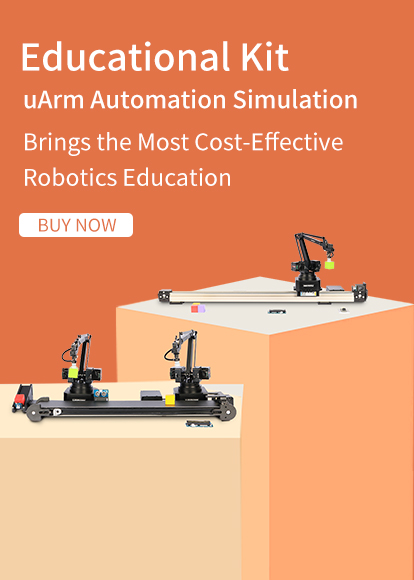 Educational Kit
uArm Automation Simulation
Brings the Most Cost-Effective
Robotics Education
BUY NOW